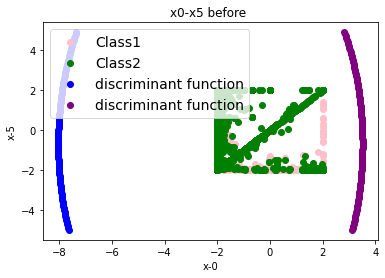 x0-x5 before
Class1
Class2
discriminant function
discriminant function
x-5
4
2
0
−2
−4
−8
−6
−4
−2
0
2
4
x-0